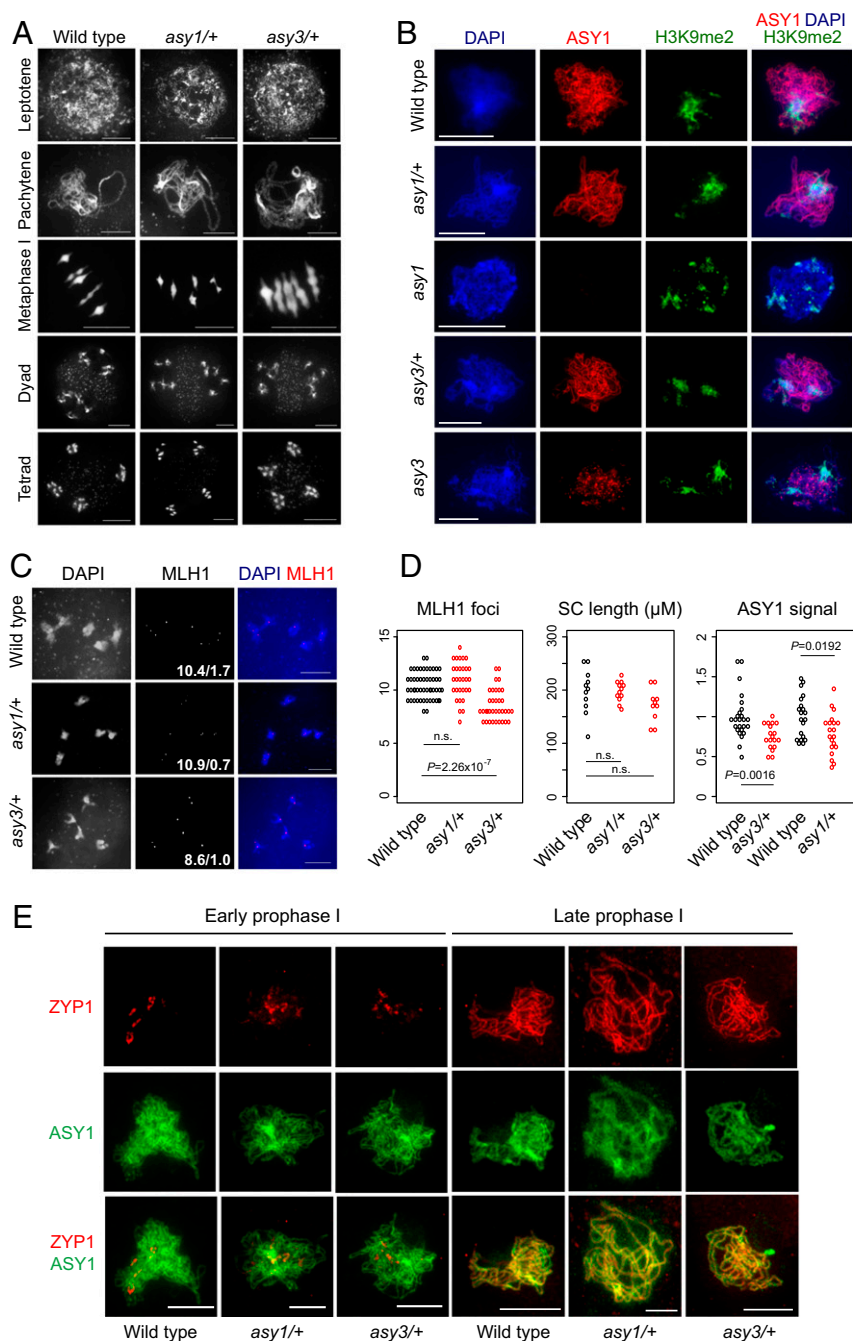 A
Wild type asy1/+ asy3/+
Leptotene
Pachytene
Metaphase I
Dyad
Tetrad
B
ASY1 DAPI
DAPI ASY1 H3K9me2 H3K9me2
Wild type
asy1/+
asy1
asy3/+
asy3
C
DAPI MLH1 DAPI MLH1
Wild type
10.4/1.7
asy1/+
10.9/0.7
asy3/+
8.6/1.0
D
MLH1 foci
15
10
5
0
n.s.
P=2.26x10-7
Wild type
asy1/+
asy3/+
SC length (μM)
300
200
100
0
n.s.
n.s.
Wild type
asy1/+
asy3/+
ASY1 signal
2
1.5
1
0.5
0
P=0.0192
P=0.0016
Wild type
asy3/+
Wild type
asy1/+
E
Early prophase I Late prophase I
ZYP1
ASY1
ZYP1
ASY1
Wild type asy1/+ asy3/+ Wild type asy1/+ asy3/+